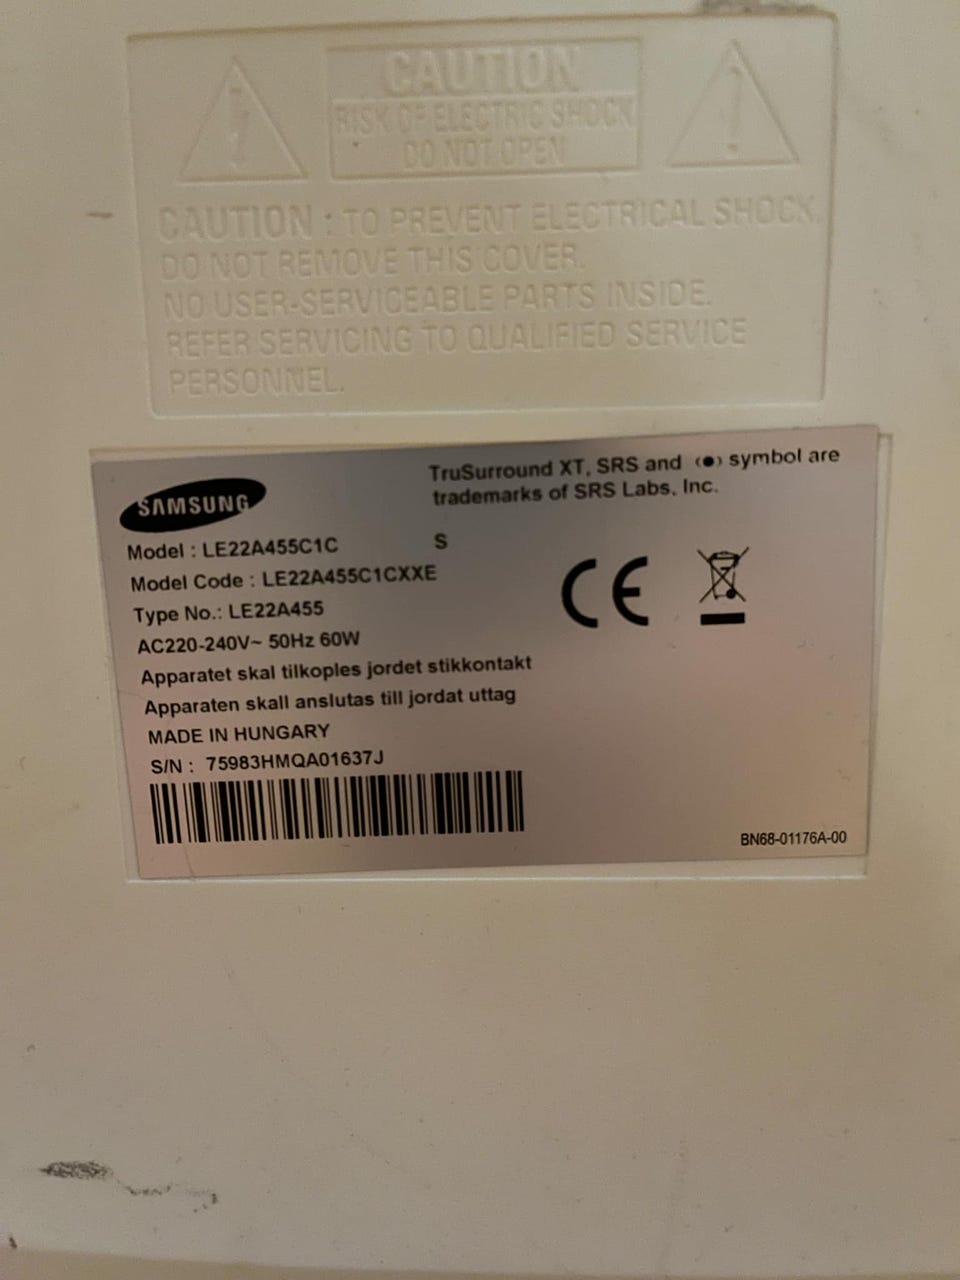 CAUTION
RISK OF ELECTRIC SHOCK
DO NOT OPEN
CAUTION : TO PREVENT ELECTRICAL SHOCK,
DO NOT REMOVE THIS COVER.
NO USER-SERVICEABLE PARTS INSIDE.
REFER SERVICING TO QUALIFIED SERVICE
PERSONNEL.
SAMSUNG
TruSurround XT, SRS and (●) symbol are
trademarks of SRS Labs, Inc.
Model : LE22A455C1C S
Model Code : LE22A455C1CXXE
Type No.: LE22A455
AC220-240V~ 50Hz 60W
Apparatet skal tilkoples jordet stikkontakt
Apparaten skall anslutas till jordat uttag
MADE IN HUNGARY
S/N : 75983HMQA01637J
CE
BN68-01176A-00